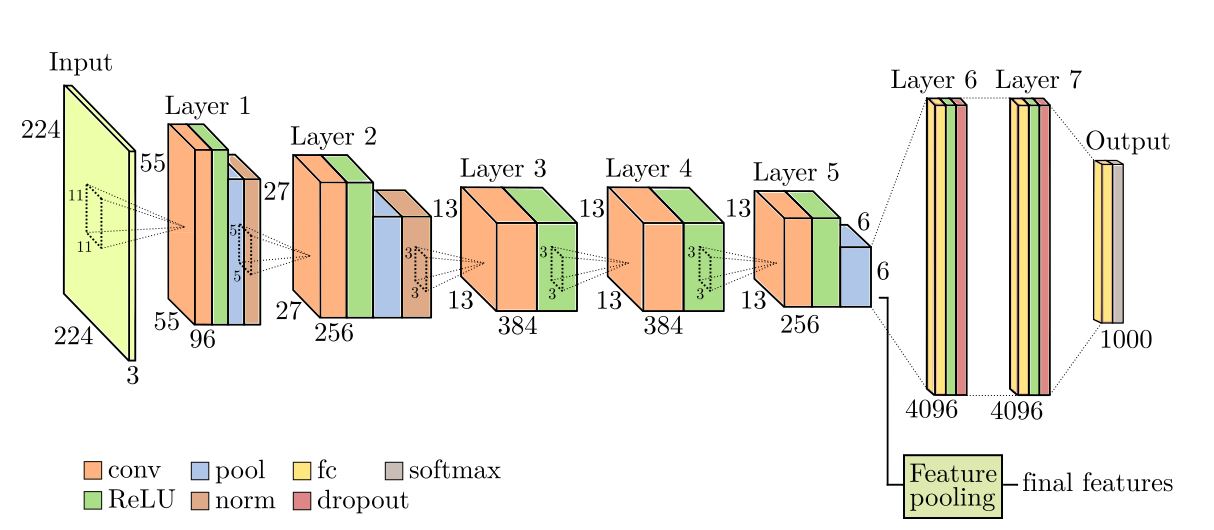 Input
224
224
3
11
11
Layer 1
55
55
96
5
5
Layer 2
27
27
256
3
3
Layer 3
13
13
384
3
3
Layer 4
13
13
384
3
3
Layer 5
13
13
256
6
6
Layer 6
4096
Layer 7
4096
Output
1000
conv
pool
fc
softmax
ReLU
norm
dropout
Feature
pooling
final features